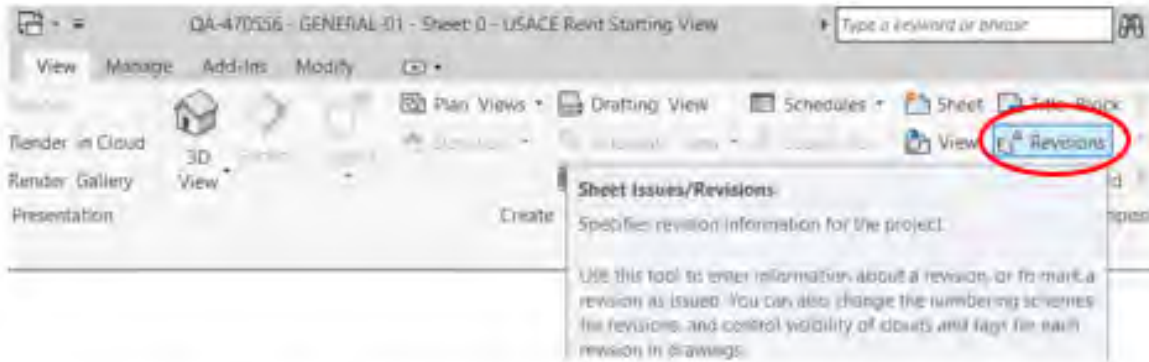 QA-470556 - GENERAL-01 - Sheet: 0 - USACE Revit Starting View
Type a keyword or phrase
View Manage Add-Ins Modify
Plan Views Drafting View Schedules Sheet Title Block
Render in Cloud
3D View
View Revisions
Render Gallery
Presentation
Create
Sheet Issues/Revisions
Specifies revision information for the project.
Use this tool to enter information about a revision, or to mark a
revision as issued. You can also change the numbering schemes
for revisions, and control visibility of clouds and tags for each
revision in drawings.